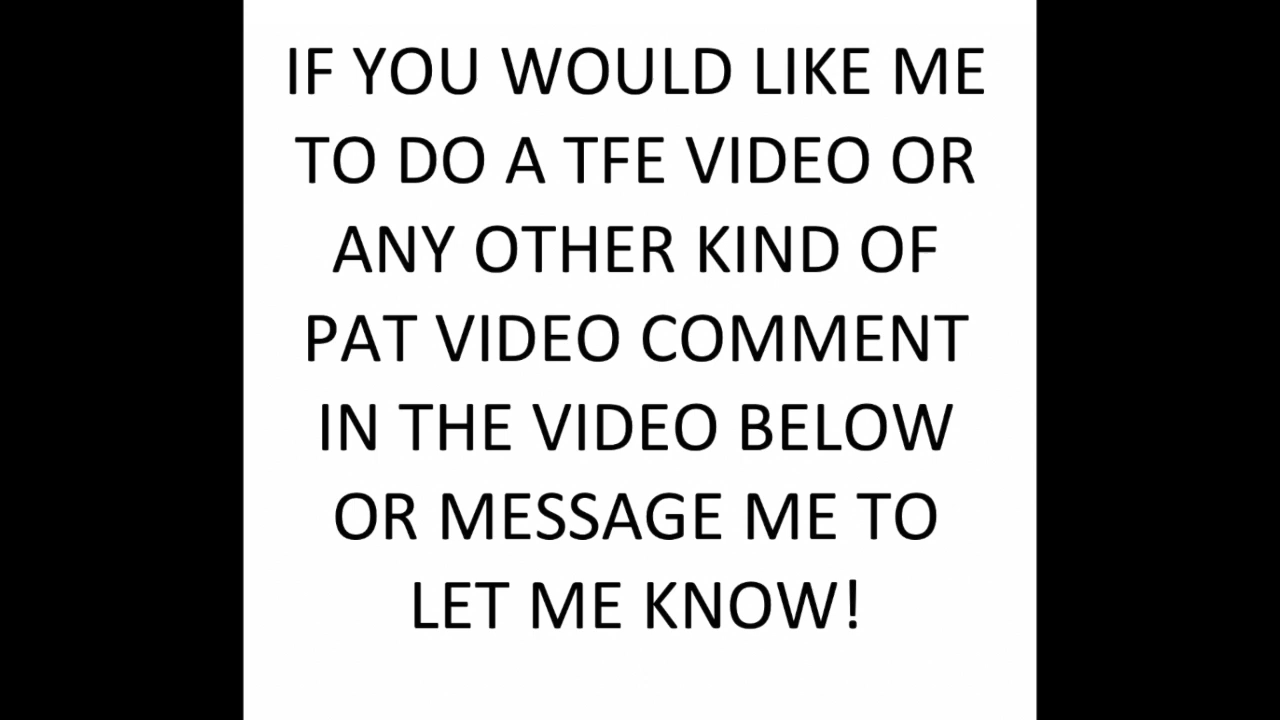 IF YOU WOULD LIKE ME
TO DO A TFE VIDEO OR
ANY OTHER KIND OF
PAT VIDEO COMMENT
IN THE VIDEO BELOW
OR MESSAGE ME TO
LET ME KNOW!